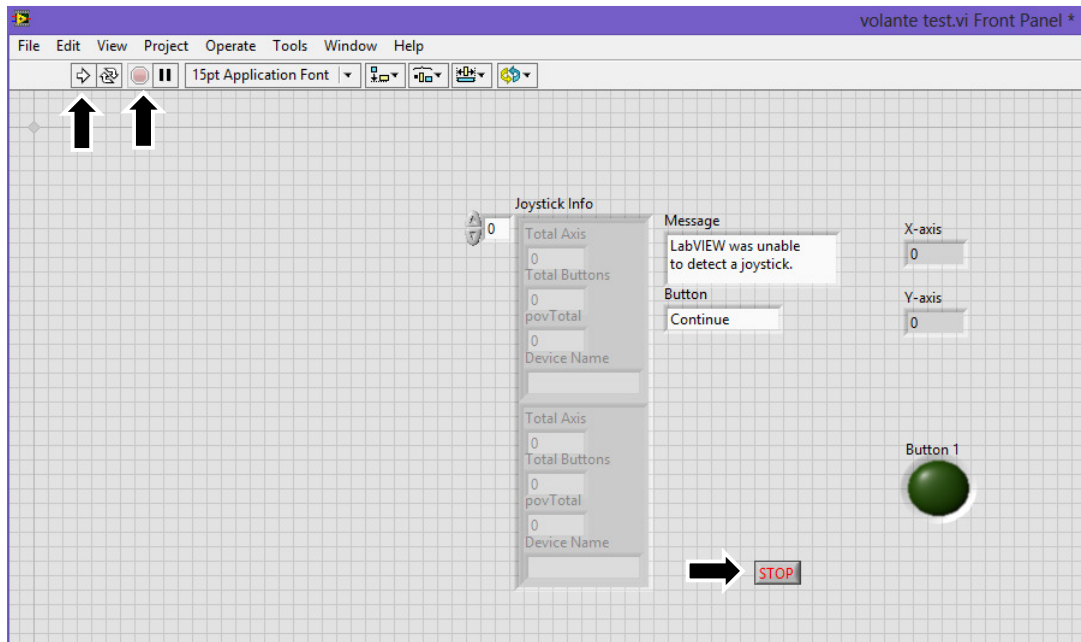 volante test.vi Front Panel *
File Edit View Project Operate Tools Window Help
15pt Application Font
Joystick Info
0
Total Axis
0
Total Buttons
0
povTotal
0
Device Name
Total Axis
0
Total Buttons
0
povTotal
0
Device Name
Message
LabVIEW was unable
to detect a joystick.
Button
Continue
X-axis
0
Y-axis
0
Button 1
STOP